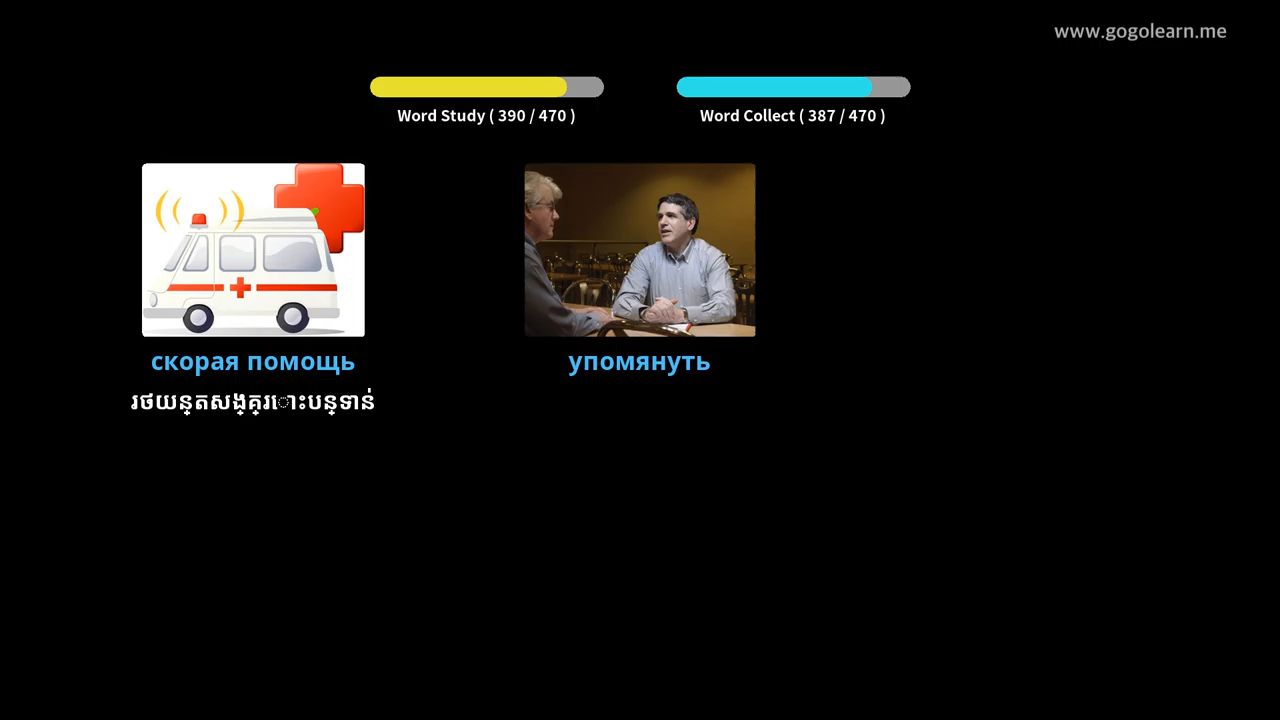 www.gogolearn.me
Word Study ( 390 / 470 )
Word Collect ( 387 / 470 )
скорая помощь
упомянуть
រថយន្តសង្គ្រោះបន្ទាន់